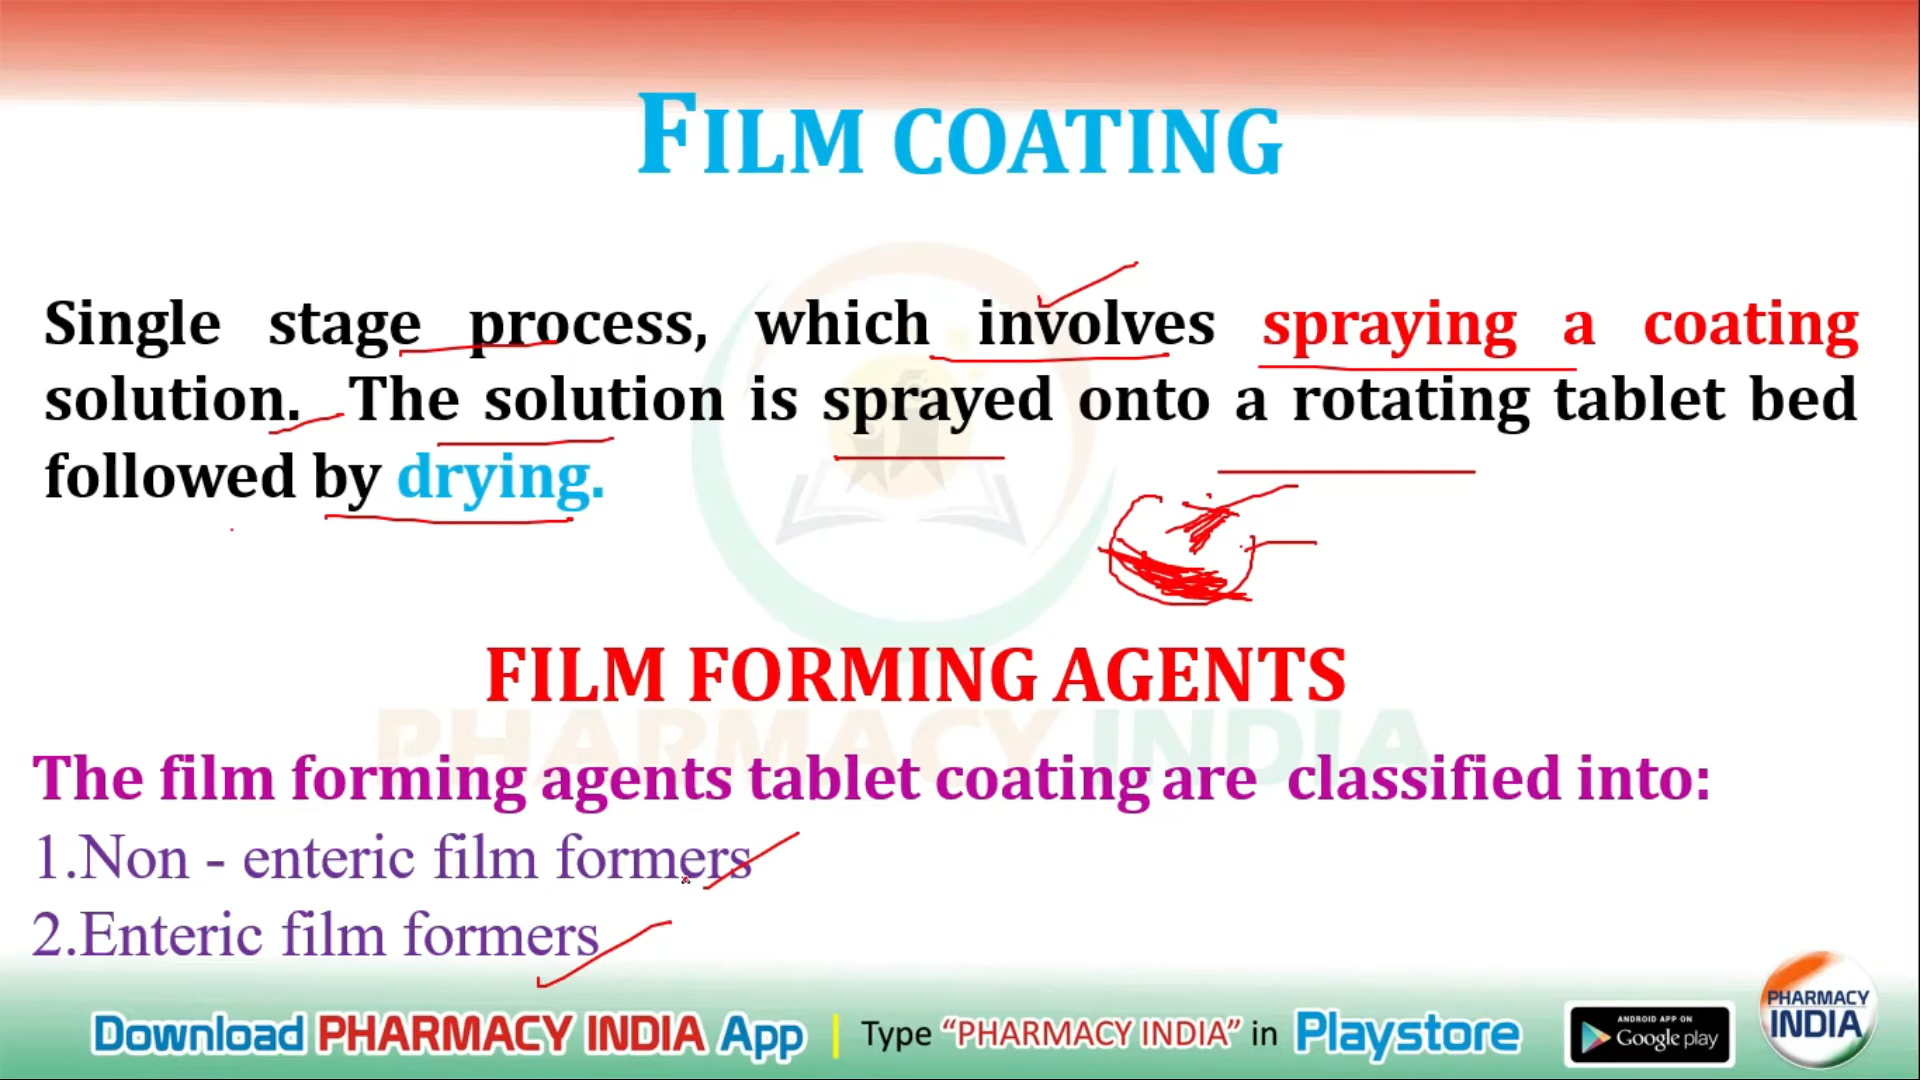 FILM COATING
Single stage process, which involves spraying a coating
solution. The solution is sprayed onto a rotating tablet bed
followed by drying.
FILM FORMING AGENTS
PHARMACY INDIA
The film forming agents tablet coating are classified into:
1.Non - enteric film formers
2.Enteric film formers
Download PHARMACY INDIA App | Type “PHARMACY INDIA” in Playstore
ANDROID APP ON
Google play
PHARMACY
INDIA